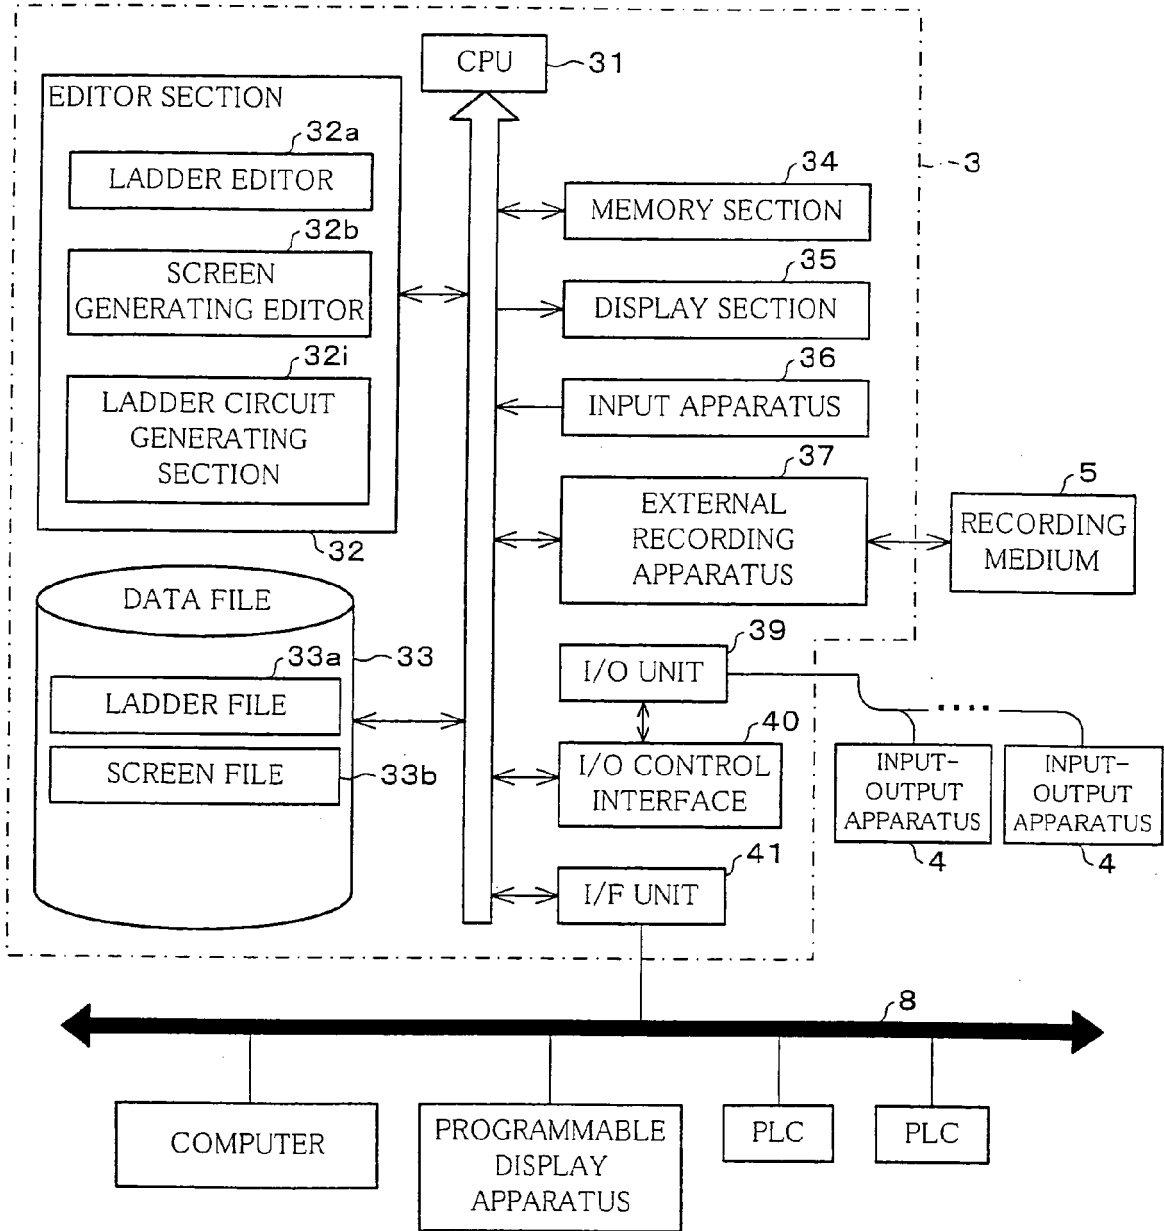 CPU
31
EDITOR SECTION
32a
LADDER EDITOR
32b
SCREEN
GENERATING EDITOR
32i
LADDER CIRCUIT
GENERATING
SECTION
32
DATA FILE
33a
33
LADDER FILE
SCREEN FILE
33b
3
34
MEMORY SECTION
35
DISPLAY SECTION
36
INPUT APPARATUS
37
EXTERNAL
RECORDING
APPARATUS
5
RECORDING
MEDIUM
39
I/O UNIT
40
I/O CONTROL
INTERFACE
INPUT-
OUTPUT
APPARATUS
4
INPUT-
OUTPUT
APPARATUS
4
41
I/F UNIT
8
COMPUTER
PROGRAMMABLE
DISPLAY
APPARATUS
PLC
PLC